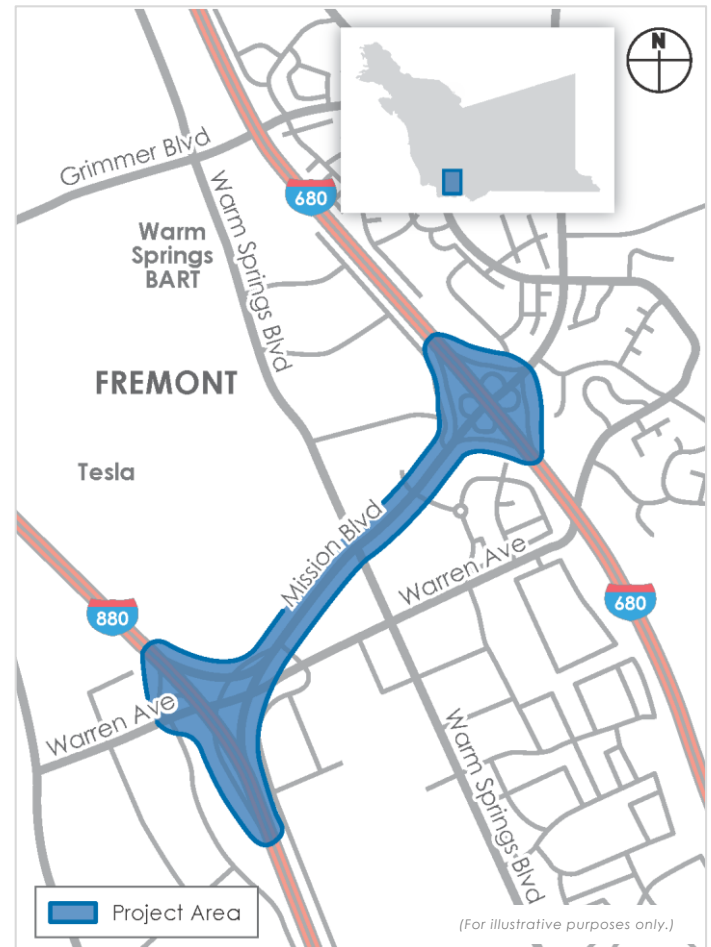 N
Grimmer Blvd
680
Warm Springs Blvd
Warm
Springs
BART
FREMONT
Tesla
Mission Blvd
Warren Ave
680
880
Warren Ave
Warm Springs Blvd
Project Area
(For illustrative purposes only.)